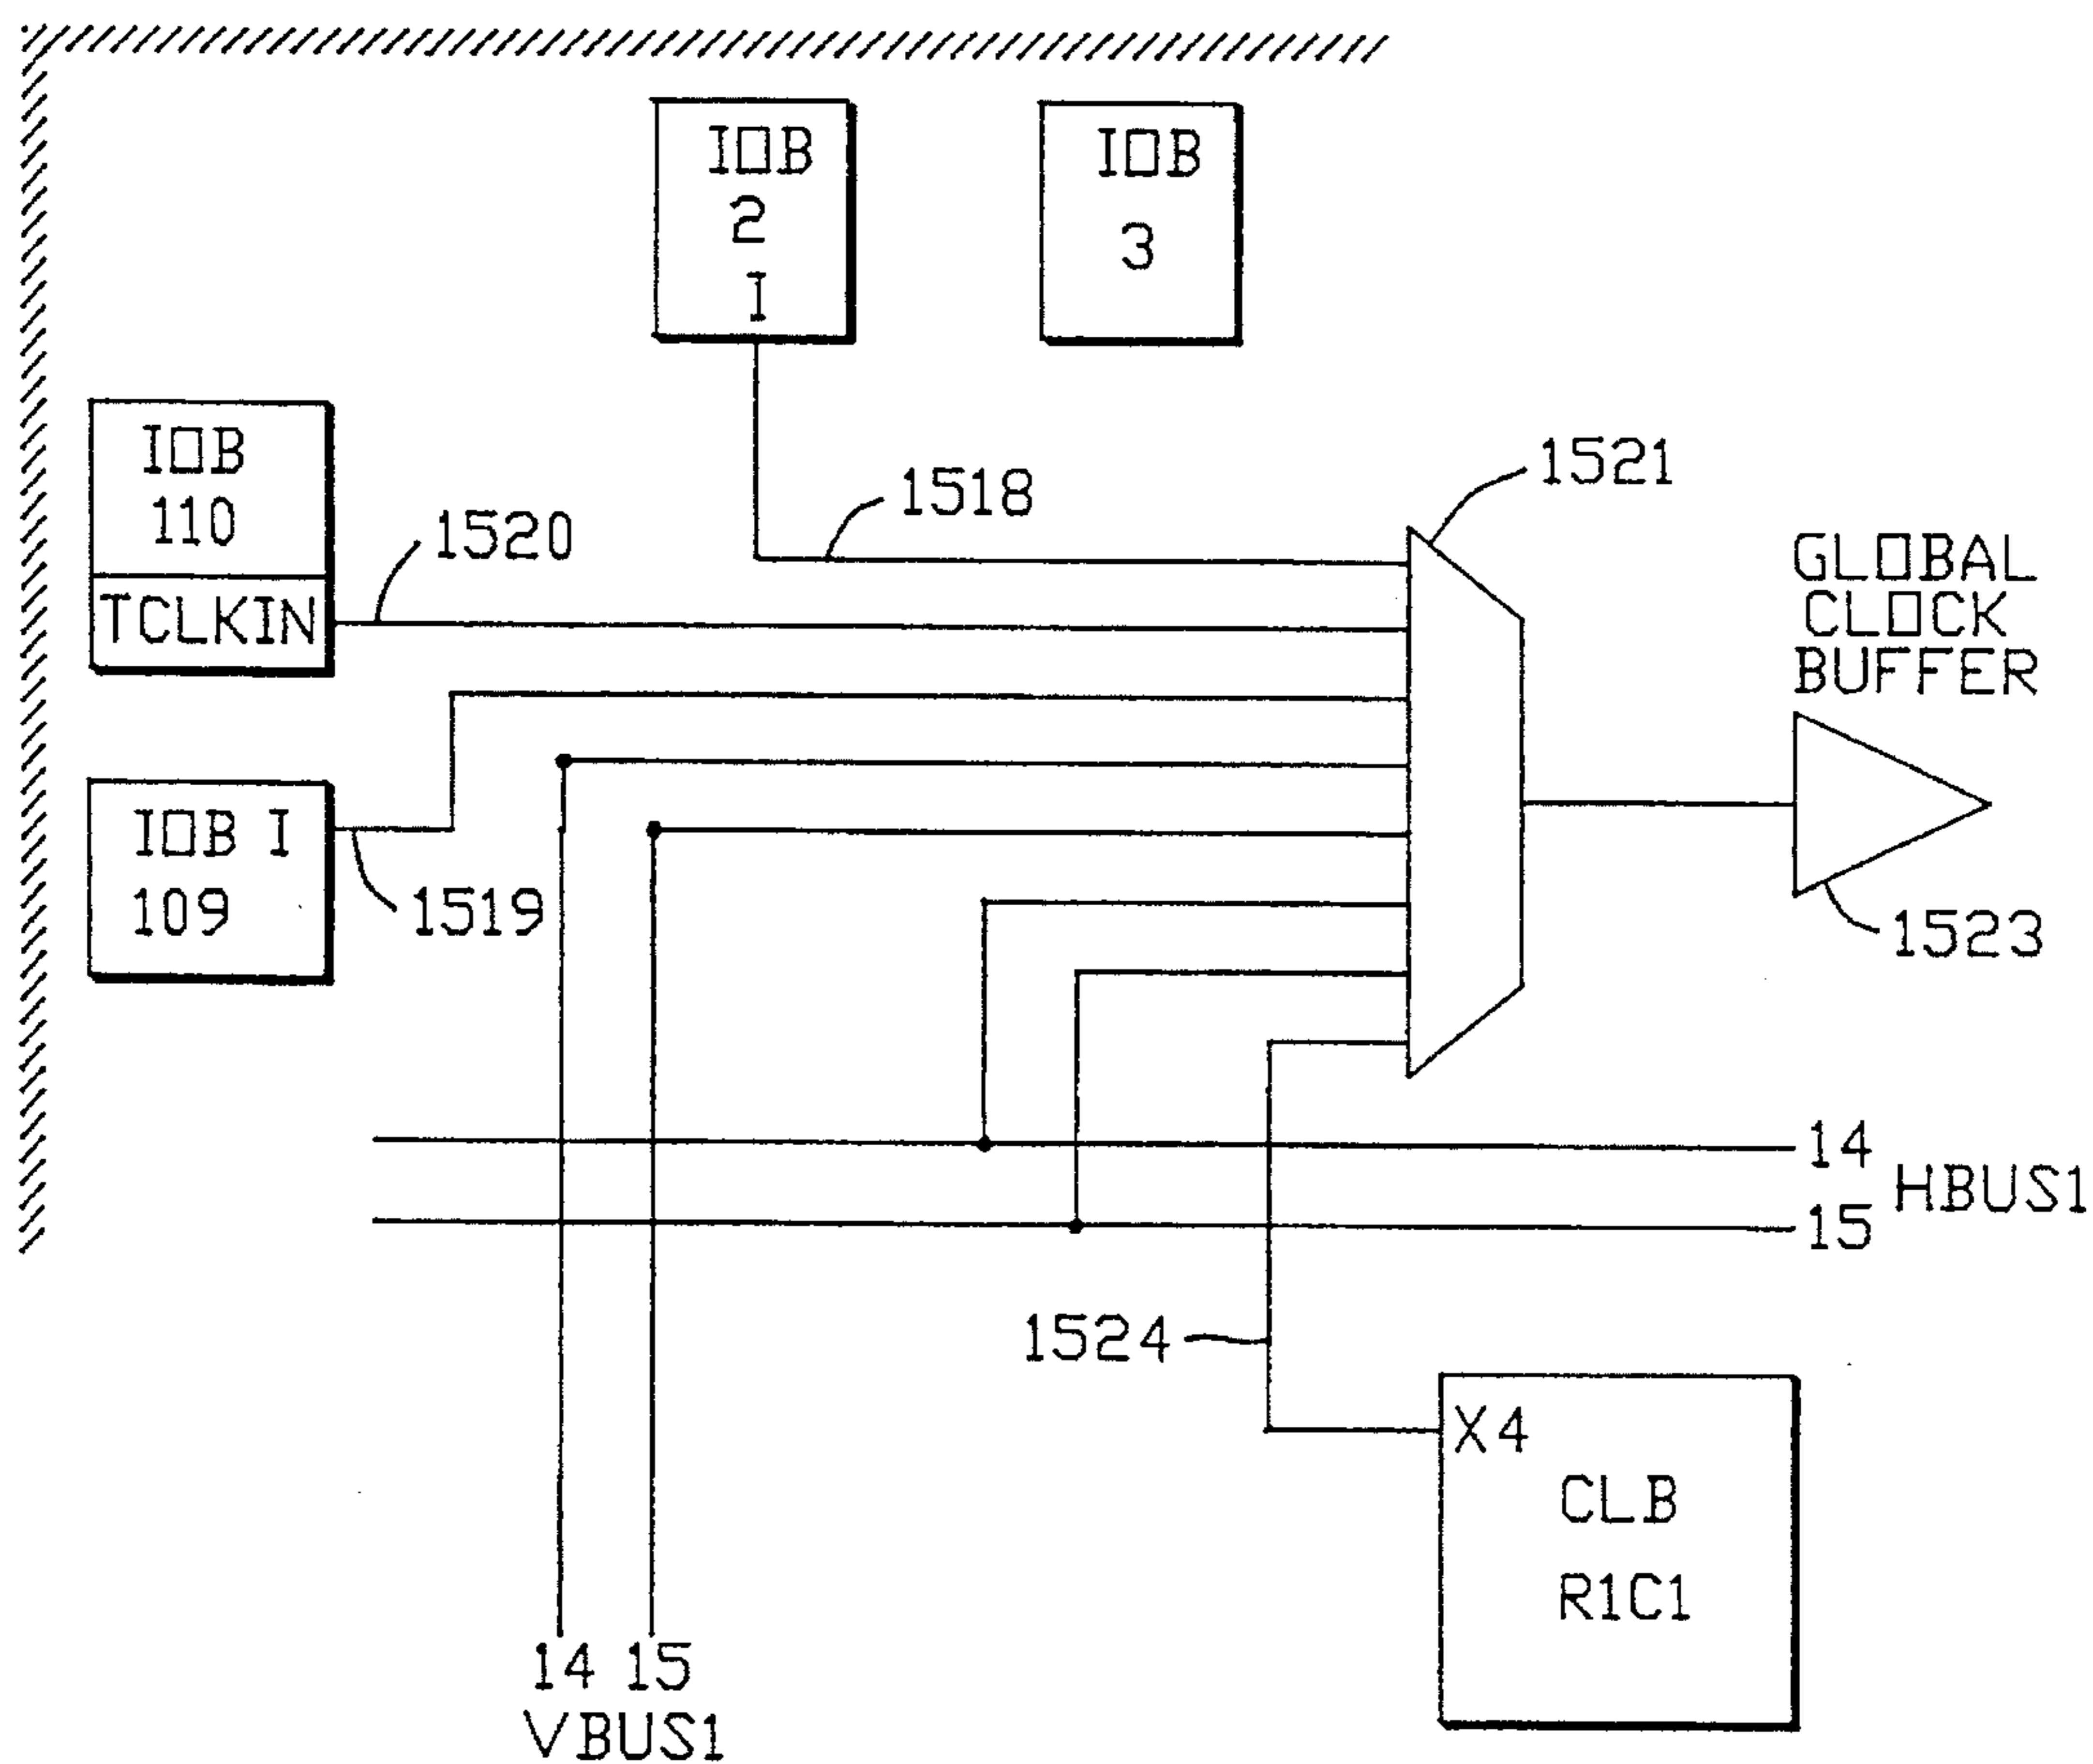 IOB
2
I
IOB
3
IOB
110
TCLKIN
1520
1518
1521
GLOBAL
CLOCK
BUFFER
IOB I
109
1519
1523
14
HBUS1
15
1524
X4
CLB
R1C1
14 15
VBUS1